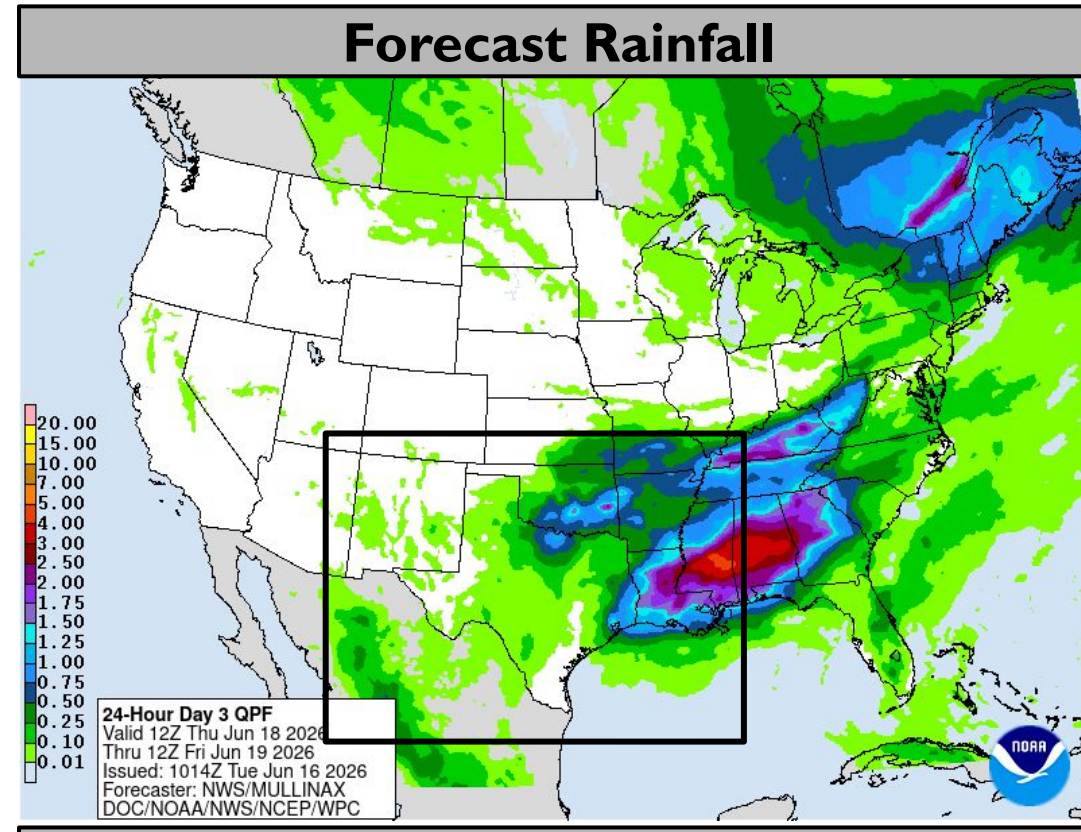 Forecast Rainfall
20.00
15.00
10.00
7.00
5.00
4.00
3.00
2.50
2.00
1.75
1.50
1.25
1.00
0.75
0.50
0.25
0.10
0.01
24-Hour Day 3 QPF
Valid 12Z Thu Jun 18 2026
Thru 12Z Fri Jun 19 2026
Issued: 1014Z Tue Jun 16 2026
Forecaster: NWS/MULLINAX
DOC/NOAA/NWS/NCEP/WPC
NOAA